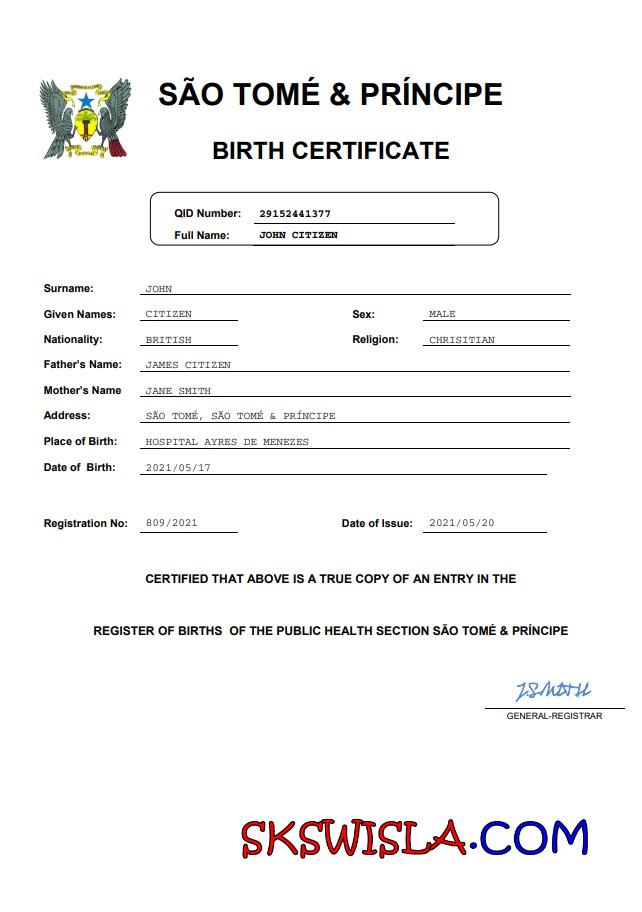 SÃO TOMÉ & PRÍNCIPE
BIRTH CERTIFICATE
QID Number: 29152441377
Full Name: JOHN CITIZEN
Surname: JOHN
Given Names: CITIZEN Sex: MALE
Nationality: BRITISH Religion: CHRISITIAN
Father's Name: JAMES CITIZEN
Mother's Name JANE SMITH
Address: SÃO TOMÉ, SÃO TOMÉ & PRÍNCIPE
Place of Birth: HOSPITAL AYRES DE MENEZES
Date of Birth: 2021/05/17
Registration No: 809/2021 Date of Issue: 2021/05/20
CERTIFIED THAT ABOVE IS A TRUE COPY OF AN ENTRY IN THE
REGISTER OF BIRTHS OF THE PUBLIC HEALTH SECTION SÃO TOMÉ & PRÍNCIPE
J.SMITH
GENERAL-REGISTRAR
SKSWISLA.COM